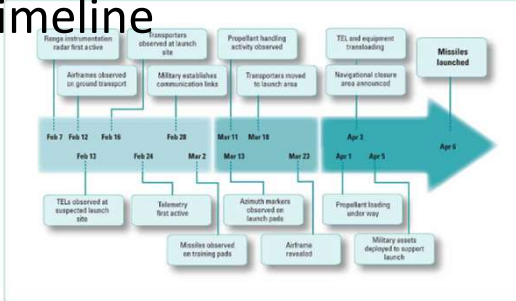 imeline
Range instrumentation
radar first active
Transporters
observed at launch
site
Propellant handling
activity observed
TEL and equipment
transloading
Missiles
launched
Airframes observed
on ground transport
Military establishes
communication links
Transporters moved
to launch area
Navigational closure
area announced
Feb 7 Feb 12 Feb 16 Feb 28 Mar 11 Mar 18 Apr 3
Apr 6
Feb 13 Feb 24 Mar 2 Mar 13 Mar 22 Apr 1 Apr 5
TELs observed at
suspected launch
site
Telemetry
first active
Azimuth markers
observed on
launch pads
Propellant loading
under way
Missiles observed
on training pads
Airframe
revealed
Military assets
deployed to support
launch